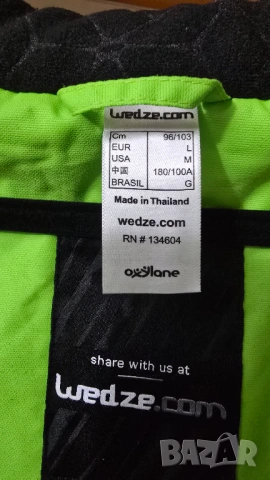 wedze.com
Cm 96/103
EUR L
USA M
中国 180/100A
BRASIL G
Made in Thailand
wedze.com
RN # 134604
oxylane
share with us at
wedze.com
BAZAR